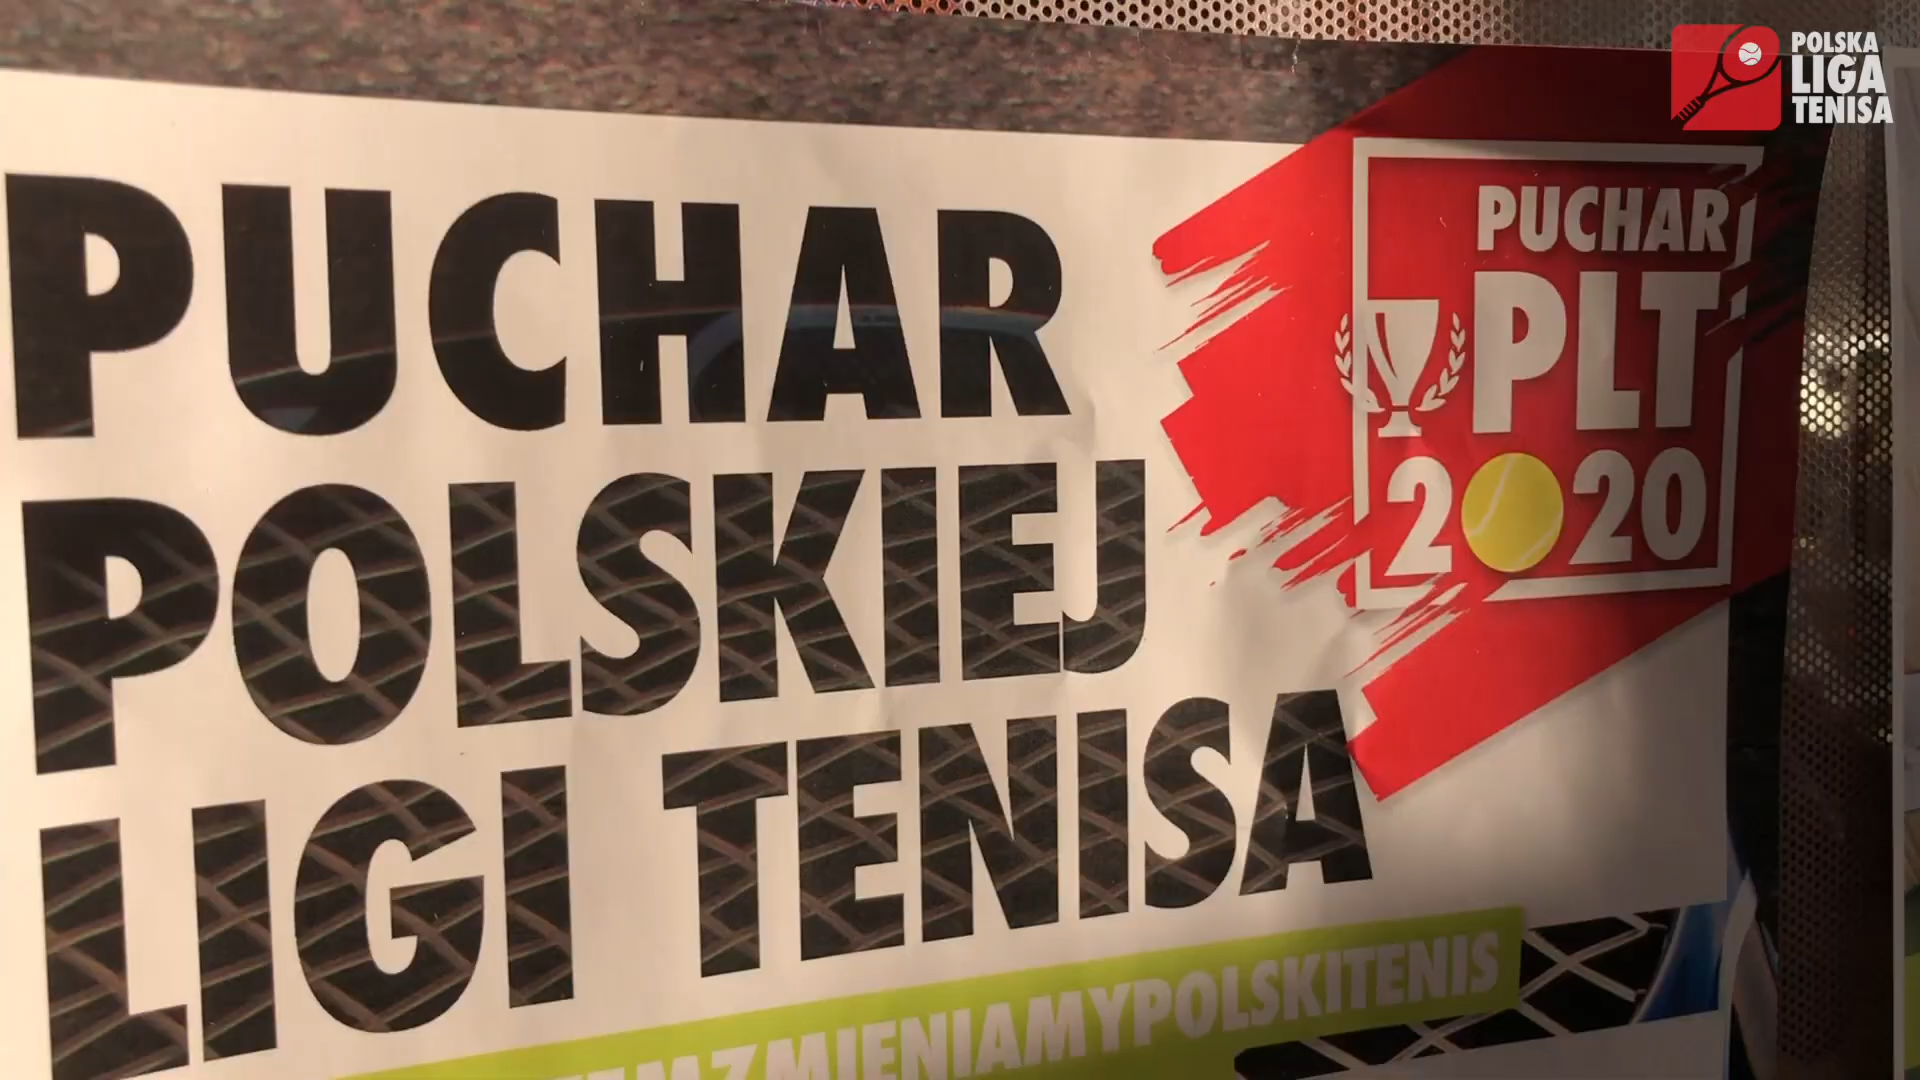 POLSKA
LIGA
TENISA
PUCHAR
POLSKIEJ
LIGI TENISA
PUCHAR
PLT
2020